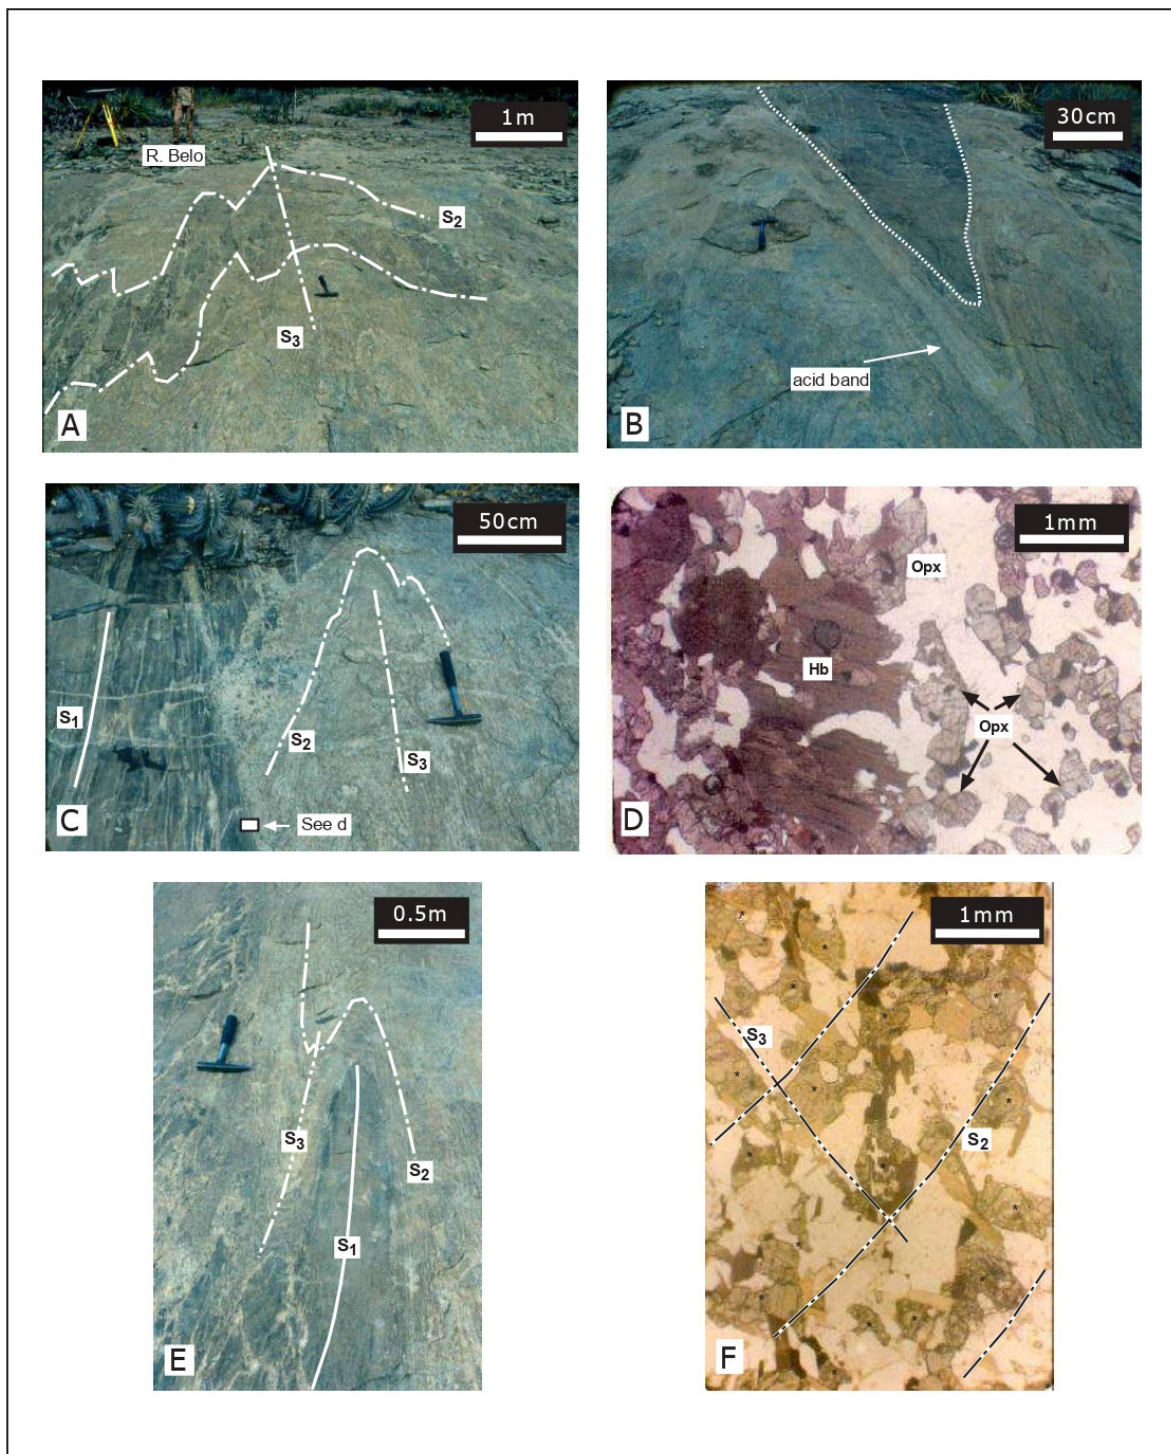 1m
R. Belo
S2
S3
A
30cm
acid band
B
50cm
S1
S2
S3
See d
C
1mm
Opx
Hb
Opx
D
0.5m
S3
S2
S1
E
1mm
S3
S2
F